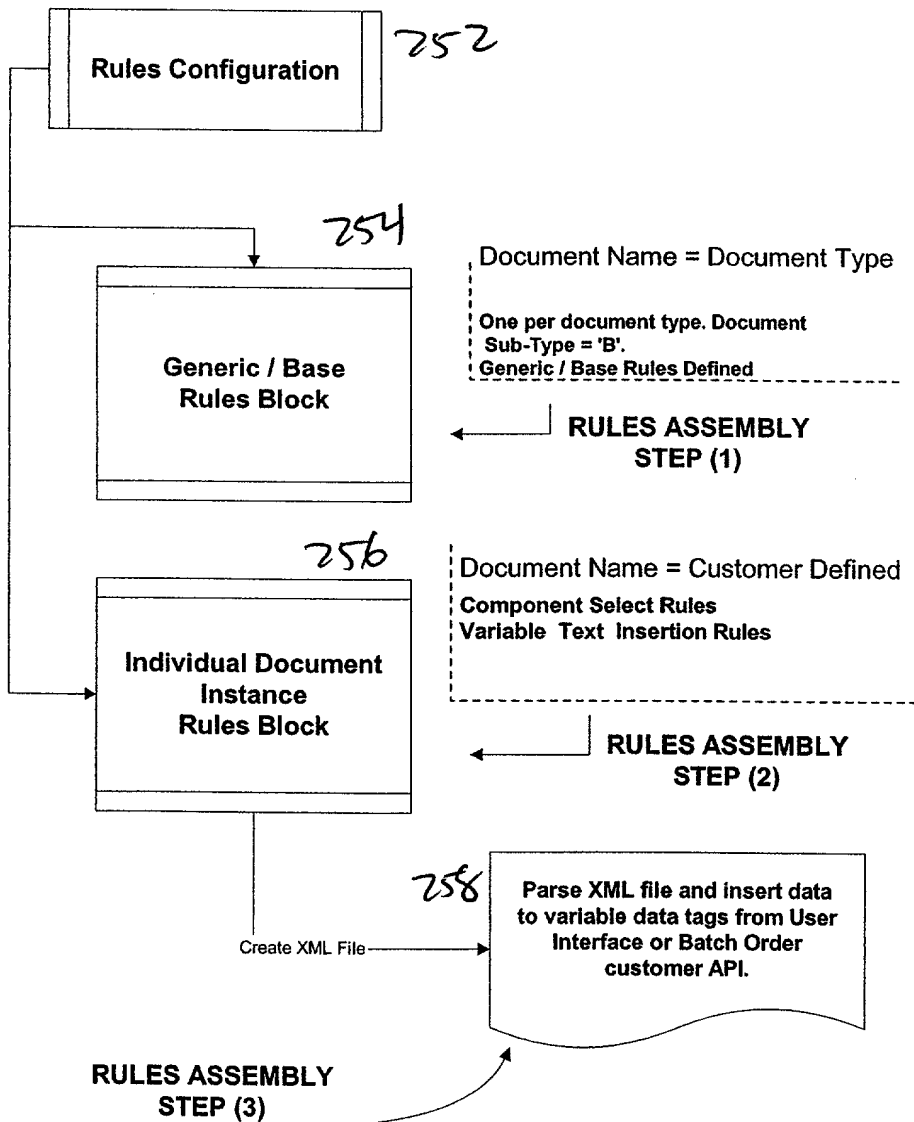 Rules Configuration
252
254
Generic / Base
Rules Block
Document Name = Document Type
One per document type. Document
Sub-Type = 'B'.
Generic / Base Rules Defined
RULES ASSEMBLY
STEP (1)
256
Individual Document
Instance
Rules Block
Document Name = Customer Defined
Component Select Rules
Variable Text Insertion Rules
RULES ASSEMBLY
STEP (2)
258
Parse XML file and insert data
to variable data tags from User
Interface or Batch Order
customer API.
Create XML File
RULES ASSEMBLY
STEP (3)